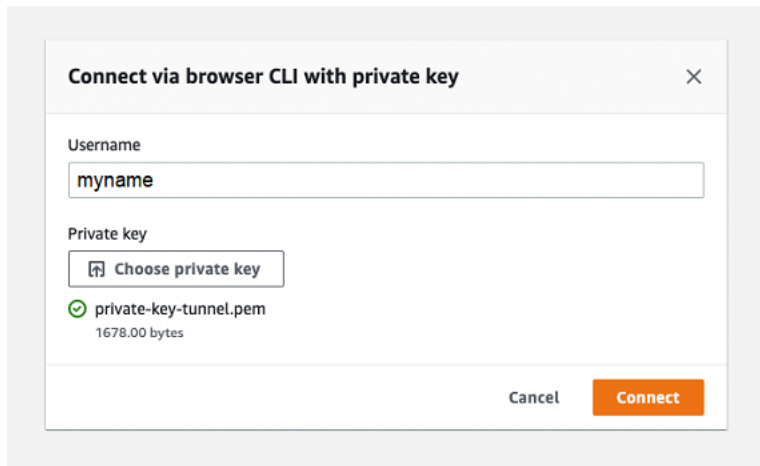 Connect via browser CLI with private key
Username
myname
Private key
Choose private key
private-key-tunnel.pem
1678.00 bytes
Cancel
Connect